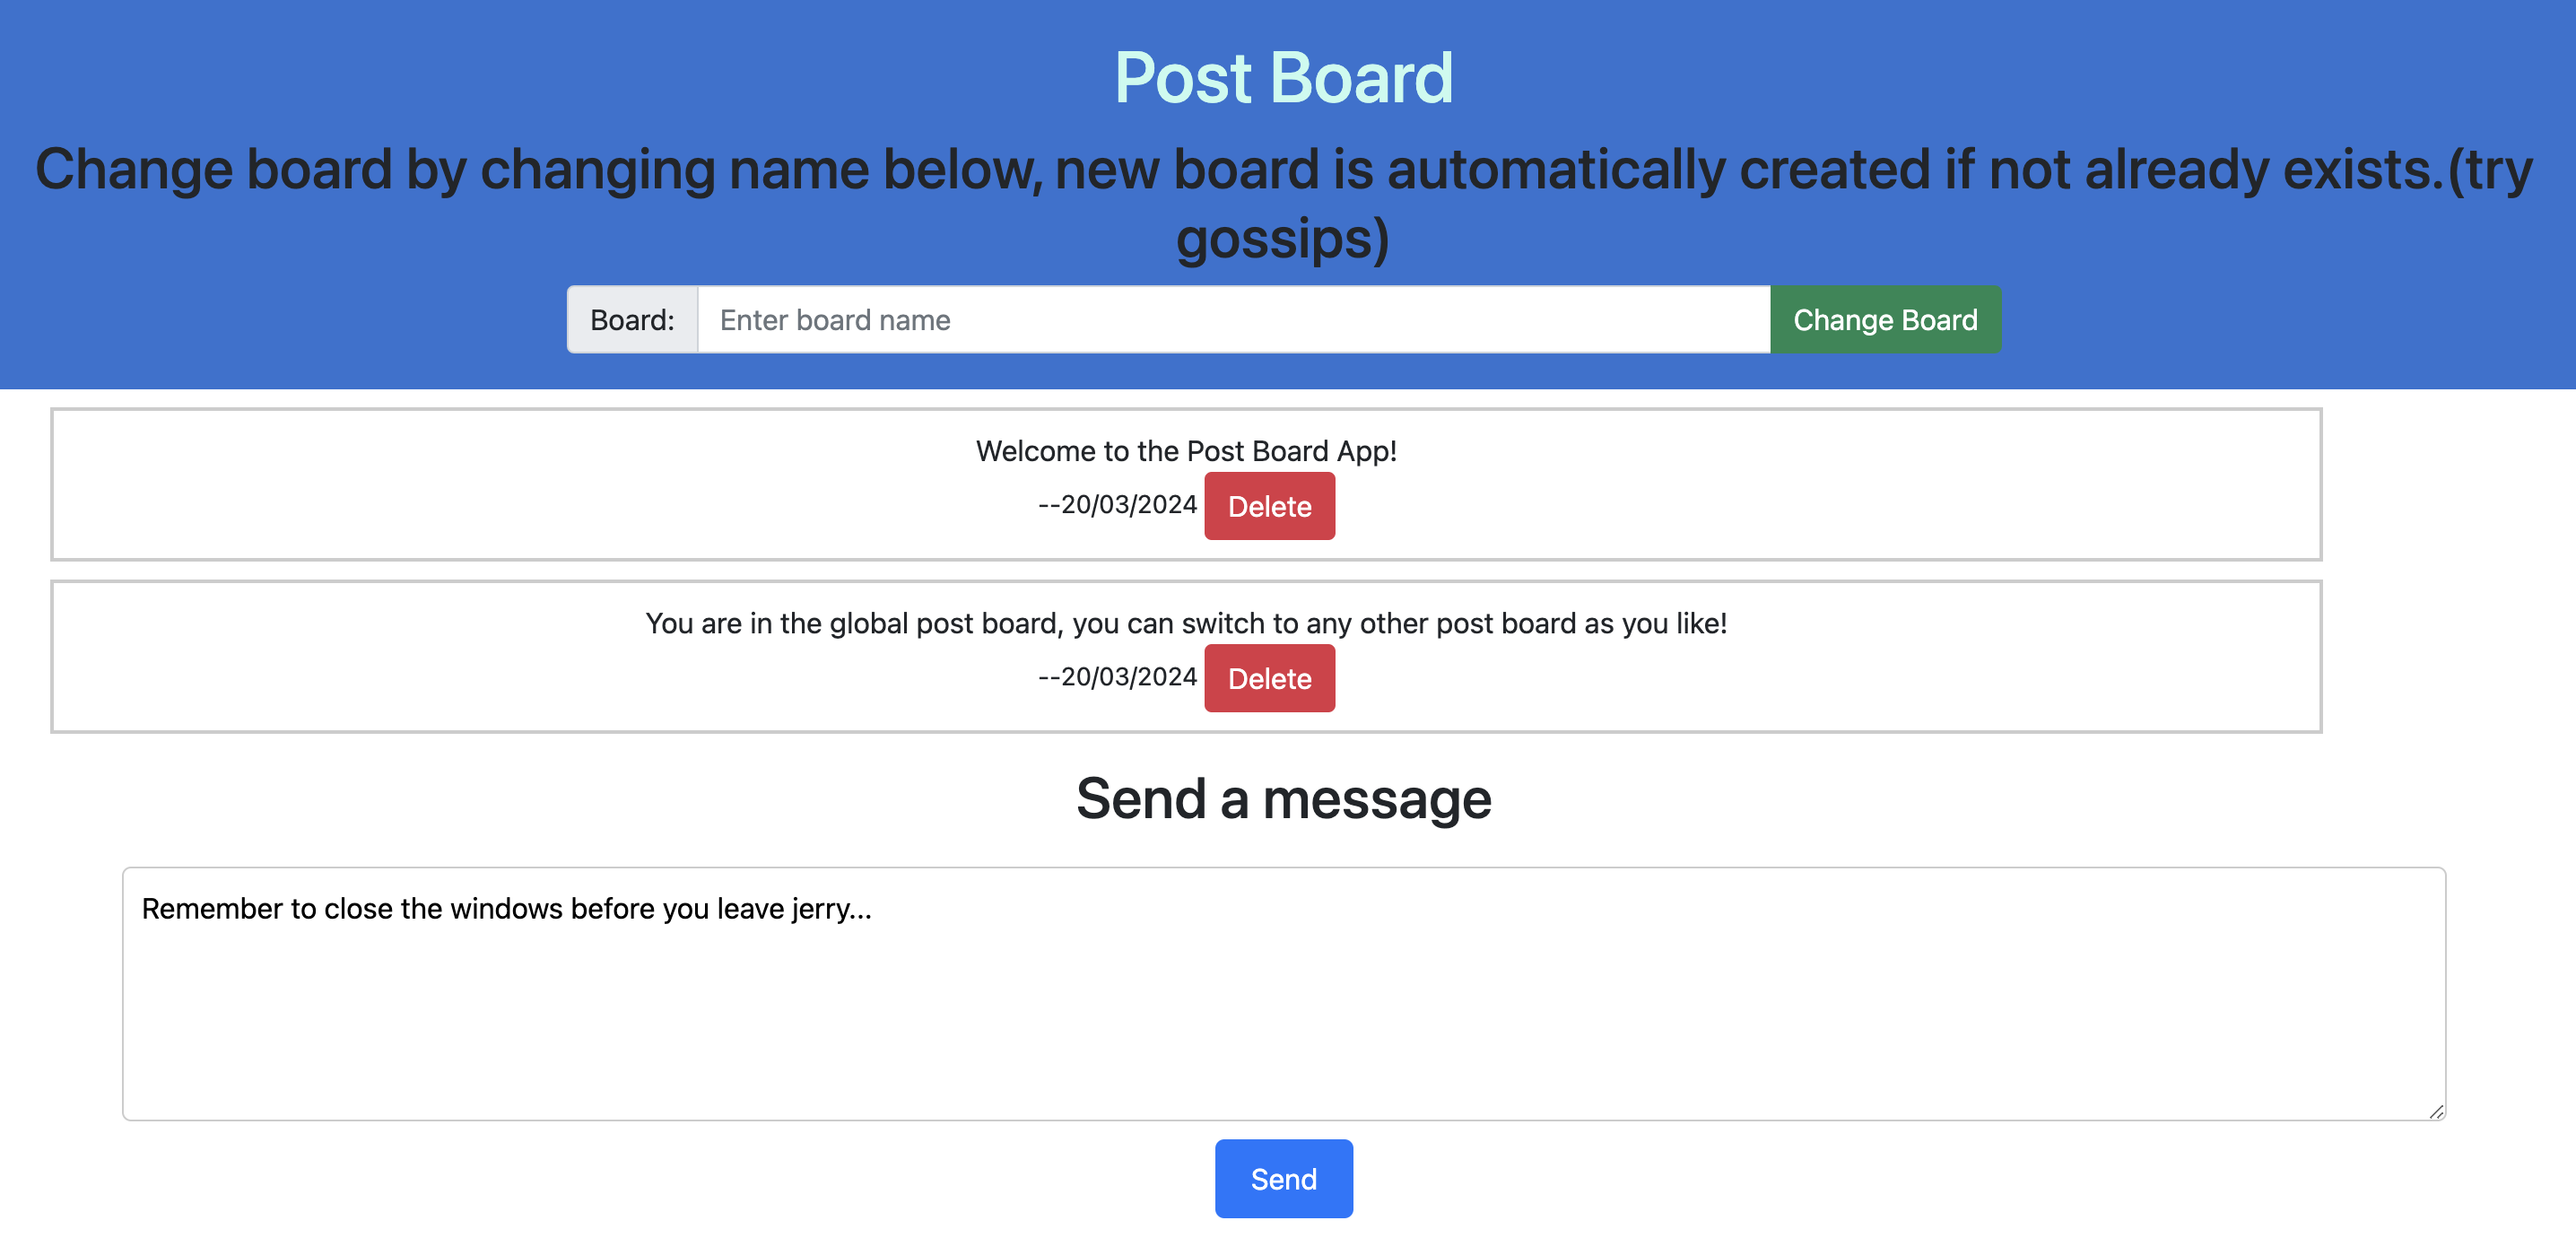 Post Board
Change board by changing name below, new board is automatically created if not already exists.(try
gossips)
Board: Enter board name Change Board
Welcome to the Post Board App!
--20/03/2024 Delete
You are in the global post board, you can switch to any other post board as you like!
--20/03/2024 Delete
Send a message
Remember to close the windows before you leave jerry...
Send